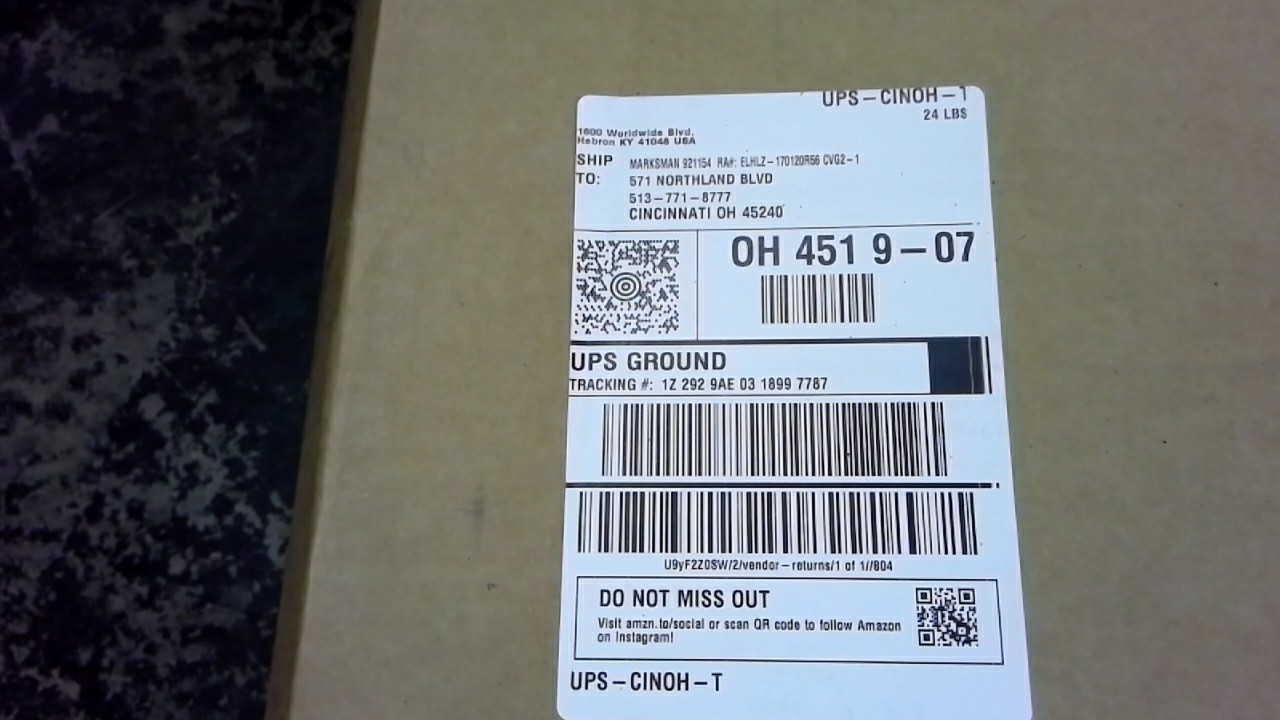 UPS-CINOH-T
24 LBS
1600 Worldwide Blvd.
Hebron KY 41048 USA
SHIP TO:
MARKSMAN 921154 RA#: ELHLZ-170120R56 CVG2-1
571 NORTHLAND BLVD
513-771-8777
CINCINNATI OH 45240
OH 451 9-07
UPS GROUND
TRACKING #: 1Z 292 9AE 03 1899 7787
U9yF2Z0SW/2/vendor-returns/1 of 1//804
DO NOT MISS OUT
Visit amzn.to/social or scan QR code to follow Amazon
on Instagram!
UPS-CINOH-T